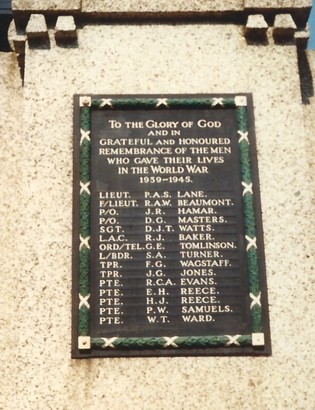 TO THE GLORY OF GOD
AND IN
GRATEFUL AND HONOURED
REMEMBRANCE OF THE MEN
WHO GAVE THEIR LIVES
IN THE WORLD WAR
1939-1945.
LIEUT. P.A.S. LANE.
F/LIEUT. R.A.W. BEAUMONT.
P/O. J.R. HAMAR.
P/O. D.G. MASTERS.
SGT. D.J.T. WATTS.
L.A.C. R.J. BAKER.
ORD/TEL. G.E. TOMLINSON.
L/BDR. S.A. TURNER.
TPR. F.G. WAGSTAFF.
TPR. J.G. JONES.
PTE. R.C.A. EVANS.
PTE. E.H. REECE.
PTE. H.J. REECE.
PTE. P.W. SAMUELS.
PTE. W.T. WARD.